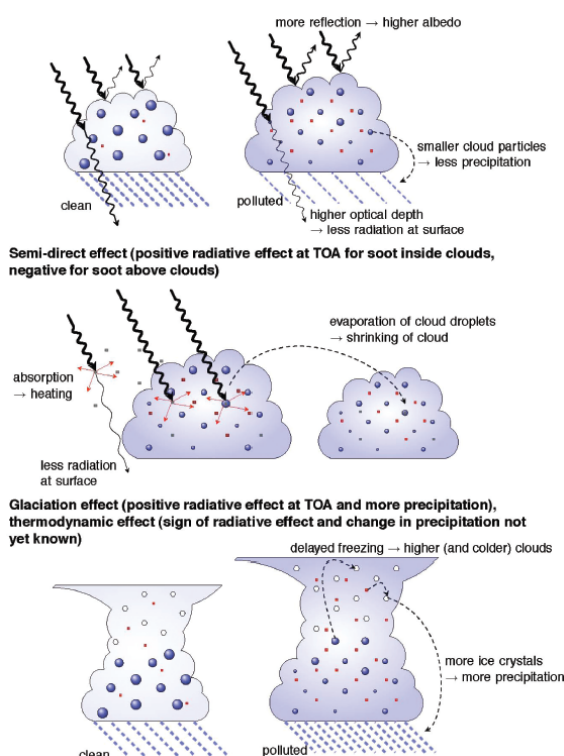 more reflection → higher albedo
smaller cloud particles
→ less precipitation
clean
polluted
higher optical depth
→ less radiation at surface
Semi-direct effect (positive radiative effect at TOA for soot inside clouds,
negative for soot above clouds)
evaporation of cloud droplets
→ shrinking of cloud
absorption
→ heating
less radiation
at surface
Glaciation effect (positive radiative effect at TOA and more precipitation),
thermodynamic effect (sign of radiative effect and change in precipitation not
yet known)
delayed freezing → higher (and colder) clouds
more ice crystals
→ more precipitation
clean
polluted